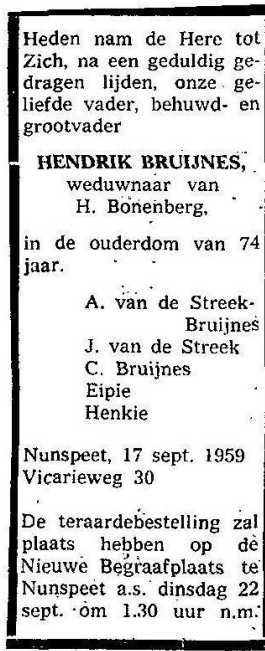 Heden nam de Here tot
Zich, na een geduldig ge-
dragen lijden, onze ge-
liefde vader, behuwd- en
grootvader
HENDRIK BRUIJNES,
weduwnaar van
H. Bonenberg,
in de ouderdom van 74
jaar.
A. van de Streek-
Bruijnes
J. van de Streek
C. Bruijnes
Eipie
Henkie
Nunspeet, 17 sept. 1959
Vicarieweg 30
De teraardebestelling zal
plaats hebben op de
Nieuwe Begraafplaats te
Nunspeet a.s. dinsdag 22
sept. om 1.30 uur n.m.